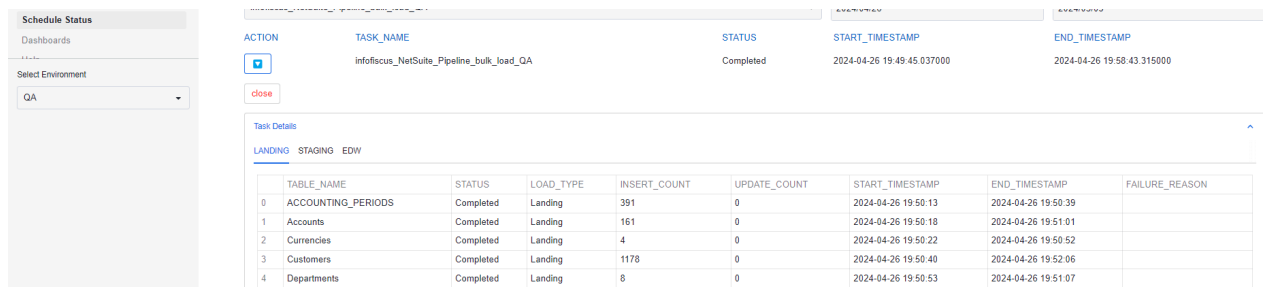 Schedule Status
Dashboards
Select Environment
QA
ACTION TASK_NAME STATUS START_TIMESTAMP END_TIMESTAMP
infofiscus_NetSuite_Pipeline_bulk_load_QA Completed 2024-04-26 19:49:45.037000 2024-04-26 19:58:43.315000
close
Task Details
LANDING STAGING EDW
TABLE_NAME STATUS LOAD_TYPE INSERT_COUNT UPDATE_COUNT START_TIMESTAMP END_TIMESTAMP FAILURE_REASON
0 ACCOUNTING_PERIODS Completed Landing 391 0 2024-04-26 19:50:13 2024-04-26 19:50:39
1 Accounts Completed Landing 161 0 2024-04-26 19:50:18 2024-04-26 19:51:01
2 Currencies Completed Landing 4 0 2024-04-26 19:50:22 2024-04-26 19:50:52
3 Customers Completed Landing 1178 0 2024-04-26 19:50:40 2024-04-26 19:52:06
4 Departments Completed Landing 8 0 2024-04-26 19:50:53 2024-04-26 19:51:07